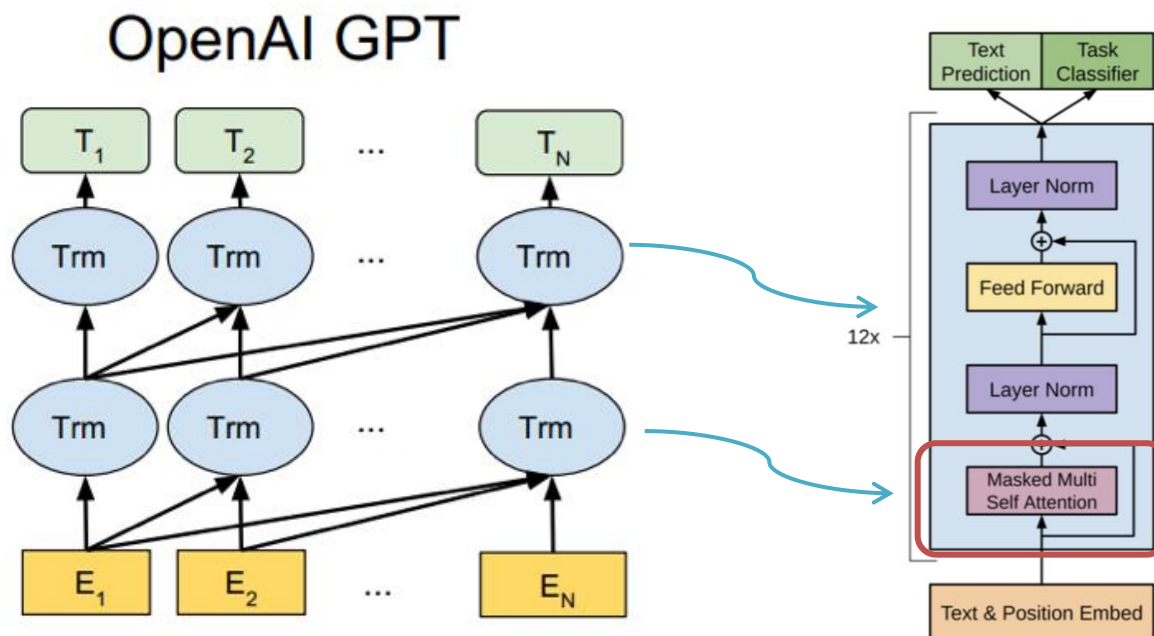 OpenAI GPT
T1 T2 ... TN
Trm Trm ... Trm
Trm Trm ... Trm
E1 E2 ... EN
Text
Prediction
Task
Classifier
Layer Norm
+
Feed Forward
12x
Layer Norm
+
Masked Multi
Self Attention
Text & Position Embed